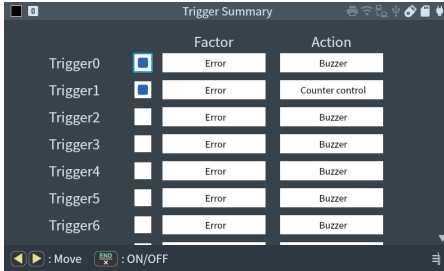 0 Trigger Summary
Factor Action
Trigger0 Error Buzzer
Trigger1 Error Counter control
Trigger2 Error Buzzer
Trigger3 Error Buzzer
Trigger4 Error Buzzer
Trigger5 Error Buzzer
Trigger6 Error Buzzer
: Move END × : ON/OFF